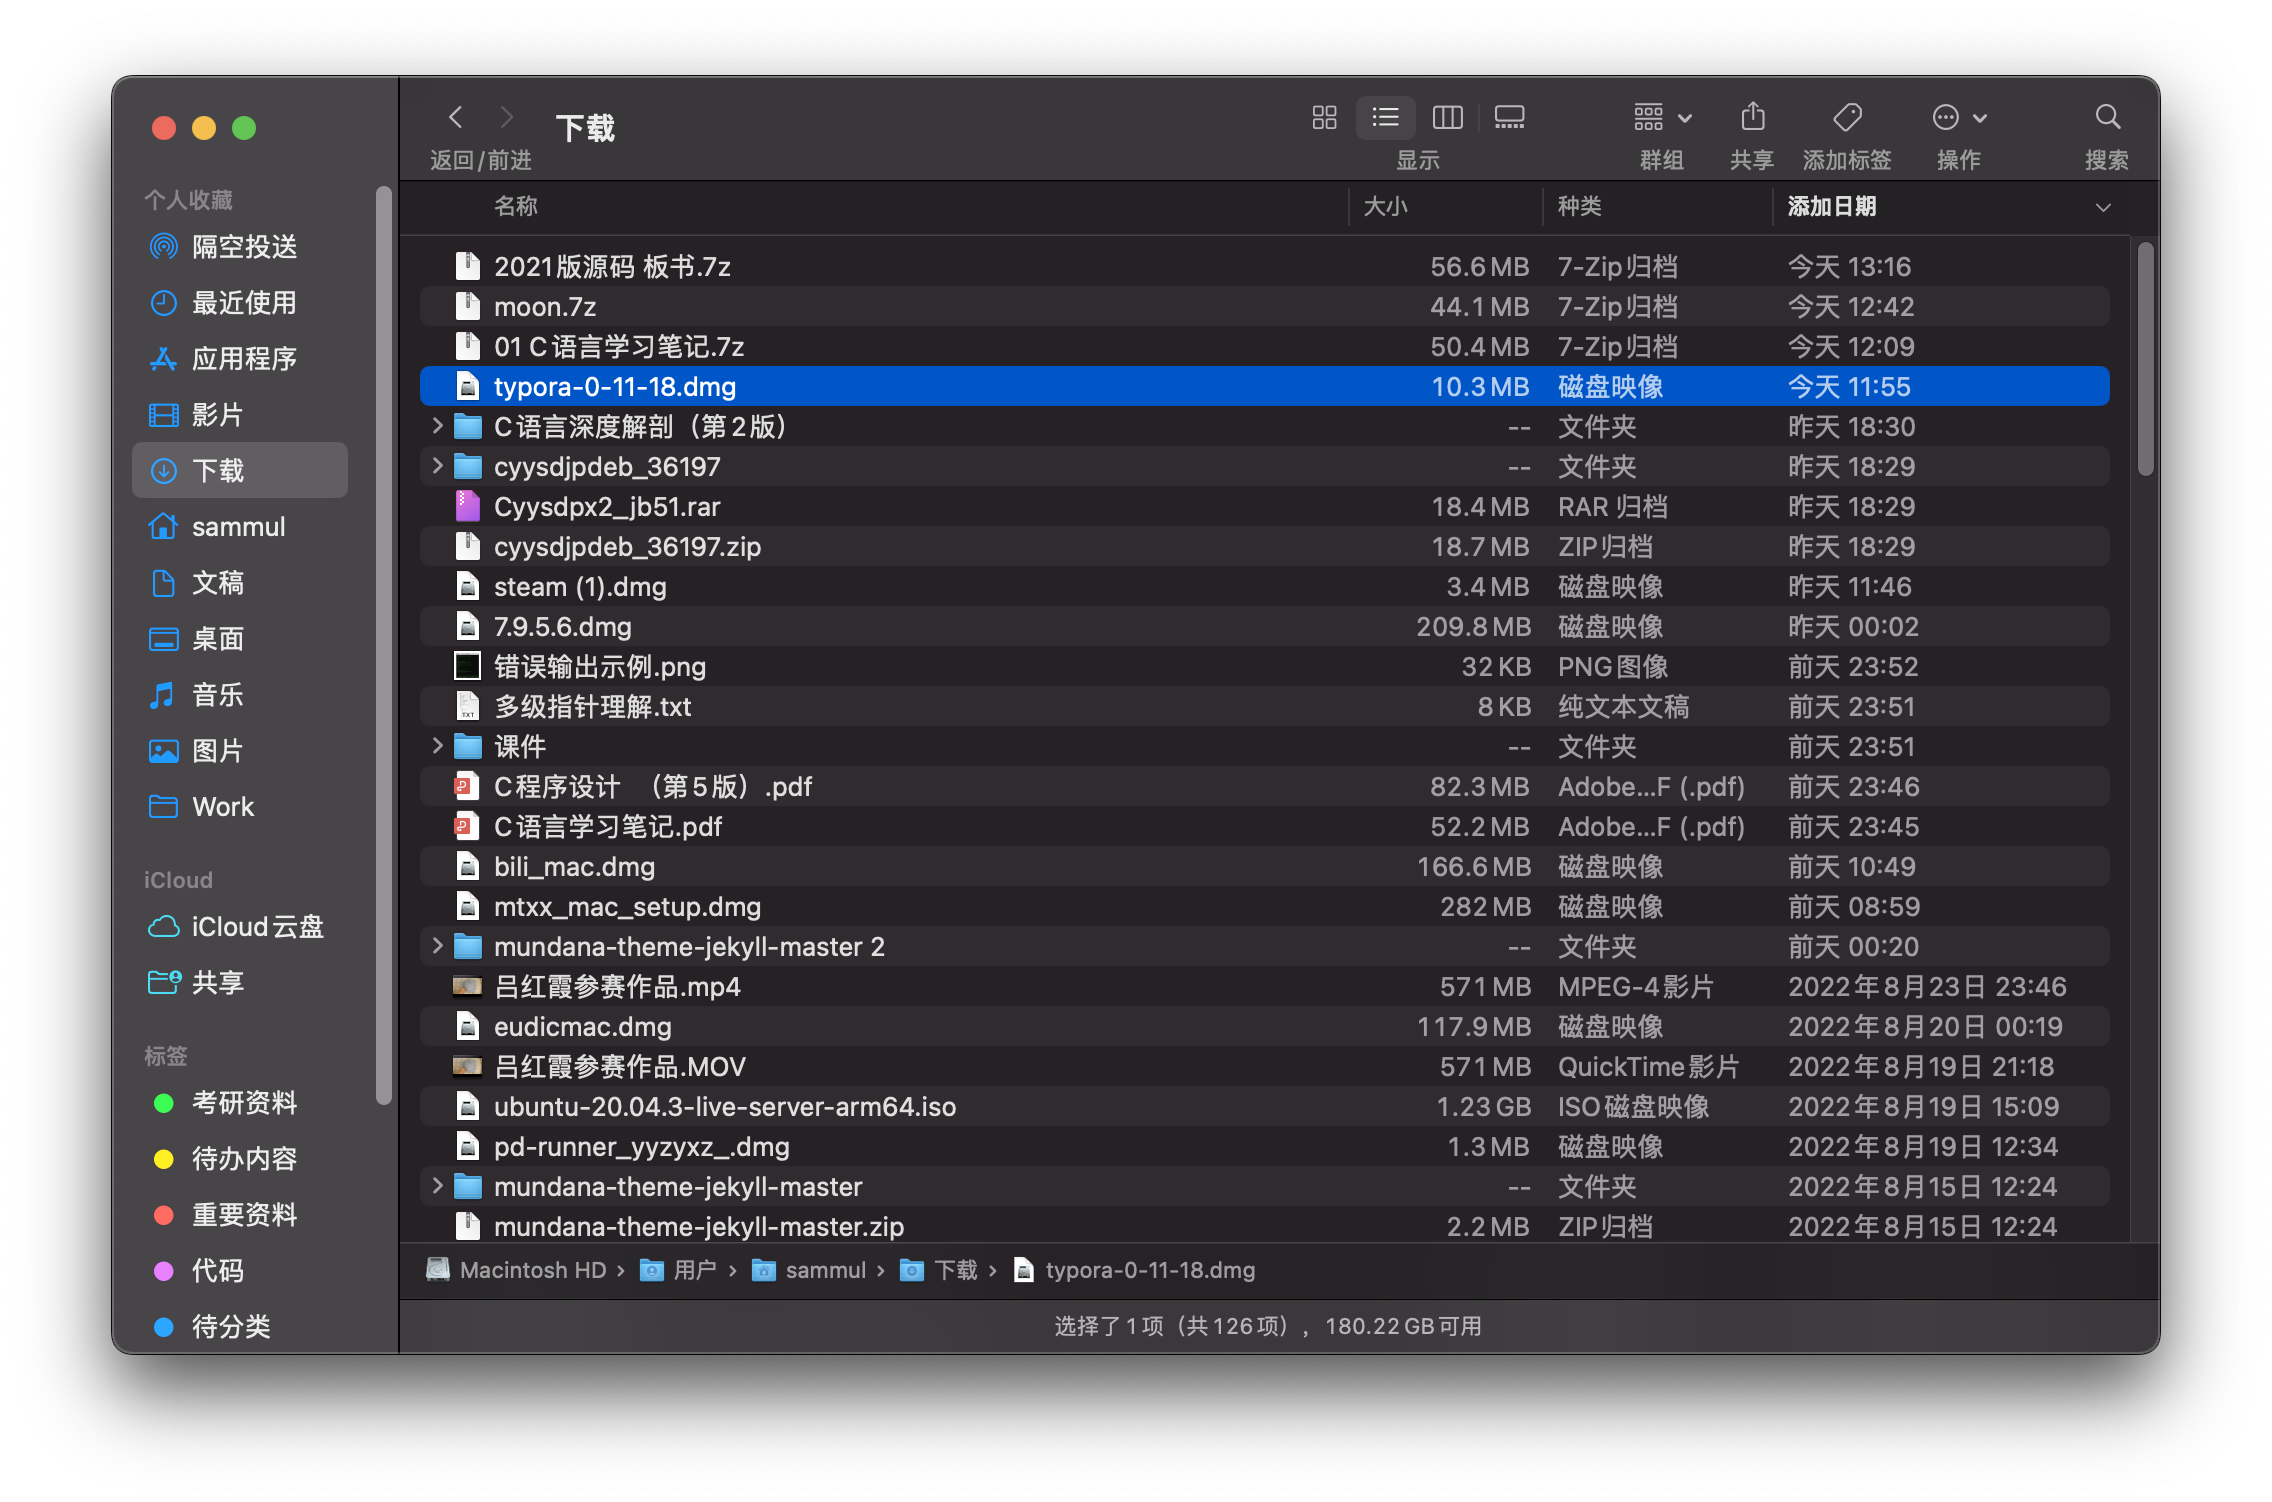 下载
返回/前进
显示
群组
共享
添加标签
操作
搜索
个人收藏
隔空投送
最近使用
应用程序
影片
下载
sammul
文稿
桌面
音乐
图片
Work
iCloud
iCloud云盘
共享
标签
考研资料
待办内容
重要资料
代码
待分类
名称 大小 种类 添加日期
2021版源码 板书.7z 56.6 MB 7-Zip归档 今天 13:16
moon.7z 44.1 MB 7-Zip归档 今天 12:42
01 C语言学习笔记.7z 50.4 MB 7-Zip归档 今天 12:09
typora-0-11-18.dmg 10.3 MB 磁盘映像 今天 11:55
C语言深度解剖（第2版） -- 文件夹 昨天 18:30
cyysdjpdeb_36197 -- 文件夹 昨天 18:29
Cyysdpx2_jb51.rar 18.4 MB RAR 归档 昨天 18:29
cyysdjpdeb_36197.zip 18.7 MB ZIP归档 昨天 18:29
steam (1).dmg 3.4 MB 磁盘映像 昨天 11:46
7.9.5.6.dmg 209.8 MB 磁盘映像 昨天 00:02
错误输出示例.png 32 KB PNG图像 前天 23:52
TXT 多级指针理解.txt 8 KB 纯文本文稿 前天 23:51
课件 -- 文件夹 前天 23:51
C程序设计 （第5版）.pdf 82.3 MB Adobe...F (.pdf) 前天 23:46
C语言学习笔记.pdf 52.2 MB Adobe...F (.pdf) 前天 23:45
bili_mac.dmg 166.6 MB 磁盘映像 前天 10:49
mtxx_mac_setup.dmg 282 MB 磁盘映像 前天 08:59
mundana-theme-jekyll-master 2 -- 文件夹 前天 00:20
吕红霞参赛作品.mp4 571 MB MPEG-4影片 2022年8月23日 23:46
eudicmac.dmg 117.9 MB 磁盘映像 2022年8月20日 00:19
吕红霞参赛作品.MOV 571 MB QuickTime影片 2022年8月19日 21:18
ubuntu-20.04.3-live-server-arm64.iso 1.23 GB ISO磁盘映像 2022年8月19日 15:09
pd-runner_yyzyxz_.dmg 1.3 MB 磁盘映像 2022年8月19日 12:34
mundana-theme-jekyll-master -- 文件夹 2022年8月15日 12:24
mundana-theme-jekyll-master.zip 2.2 MB ZIP归档 2022年8月15日 12:24
Macintosh HD › 用户 › sammul › 下载 › typora-0-11-18.dmg
选择了1项（共126项），180.22 GB可用